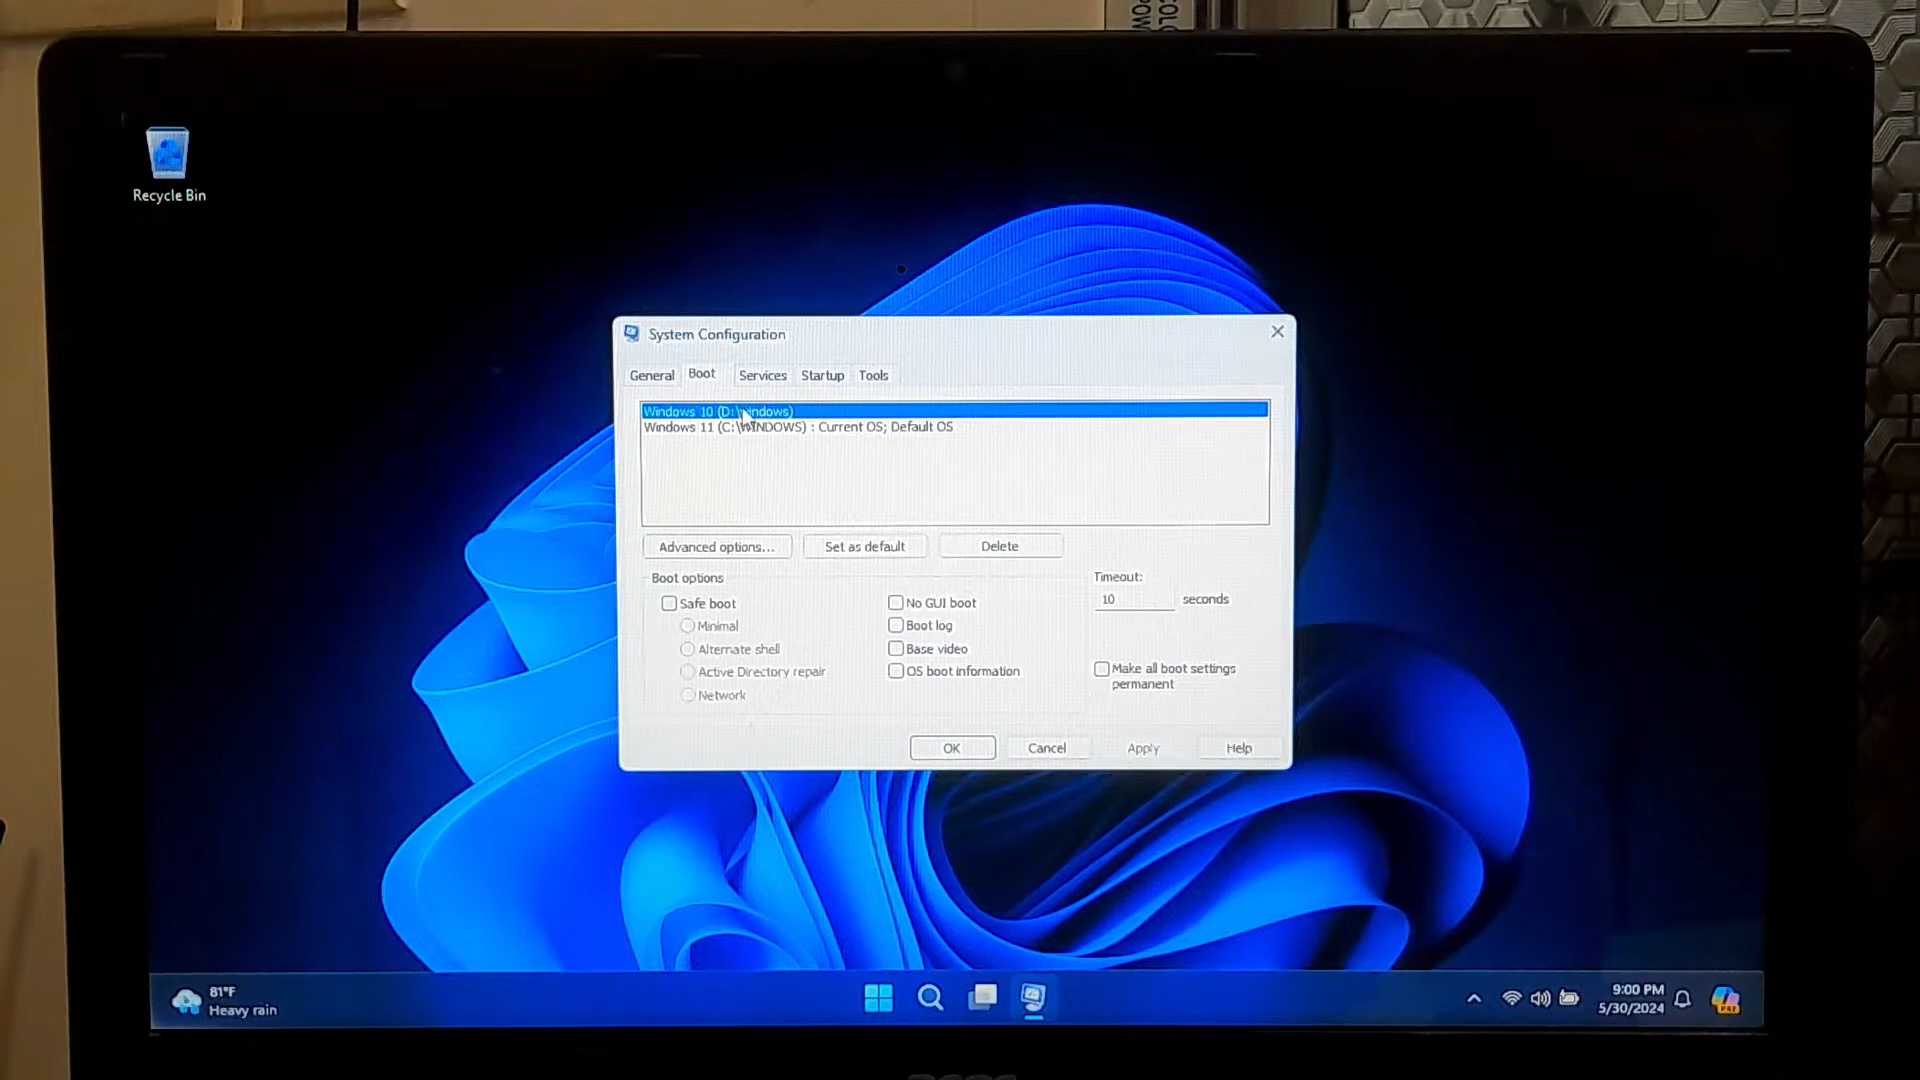 Recycle Bin
System Configuration
General Boot Services Startup Tools
Windows 10 (D:\windows)
Windows 11 (C:\WINDOWS) : Current OS; Default OS
Advanced options...
Set as default
Delete
Boot options
Safe boot
Minimal
Alternate shell
Active Directory repair
Network
No GUI boot
Boot log
Base video
OS boot information
Timeout:
10 seconds
Make all boot settings
permanent
OK
Cancel
Apply
Help
81°F
Heavy rain
9:00 PM
5/30/2024
PRE